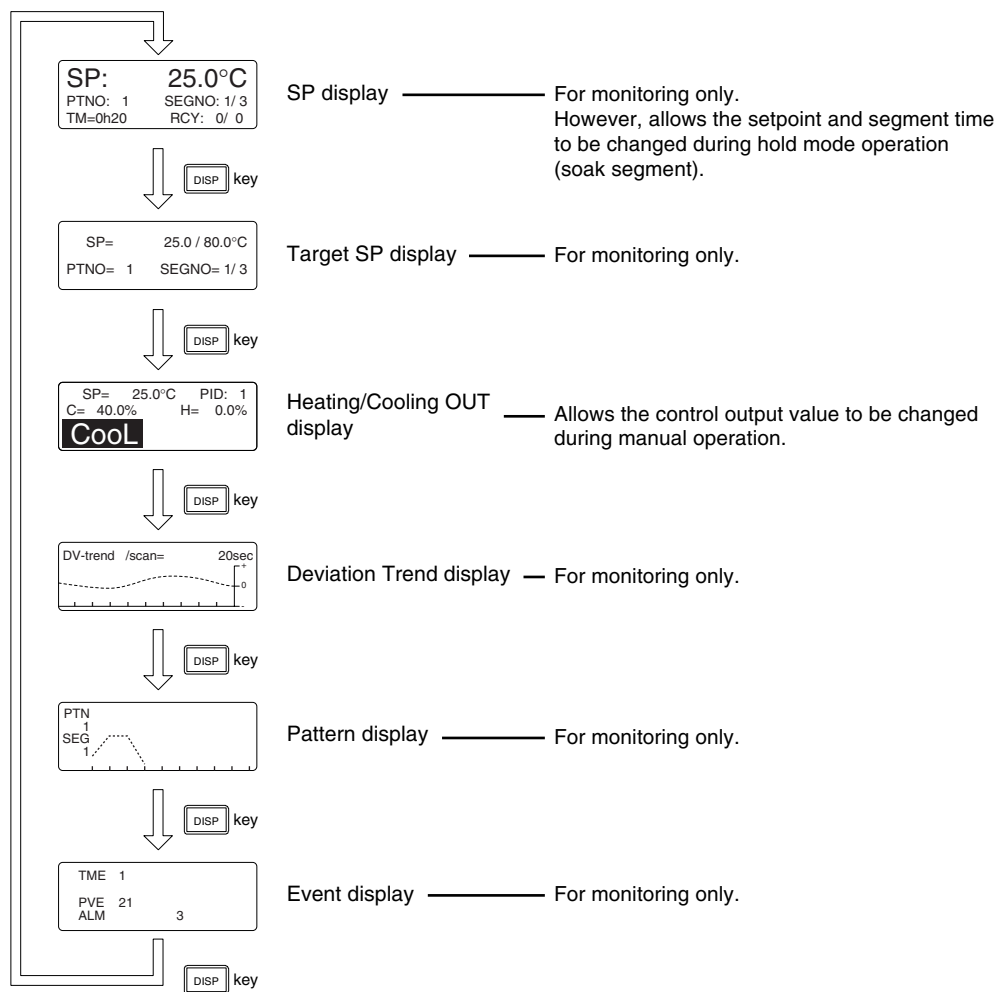 SP: 25.0°C
PTNO: 1 SEGNO: 1/ 3
TM=0h20 RCY: 0/ 0
SP display
For monitoring only.
However, allows the setpoint and segment time
to be changed during hold mode operation
(soak segment).
DISP key
SP= 25.0 / 80.0°C
PTNO= 1 SEGNO= 1/ 3
Target SP display
For monitoring only.
DISP key
SP= 25.0°C PID: 1
C= 40.0% H= 0.0%
CooL
Heating/Cooling OUT
display
Allows the control output value to be changed
during manual operation.
DISP key
DV-trend /scan= 20sec
+
0
-
Deviation Trend display
For monitoring only.
DISP key
PTN
1
SEG
1
Pattern display
For monitoring only.
DISP key
TME 1
PVE 21
ALM 3
Event display
For monitoring only.
DISP key